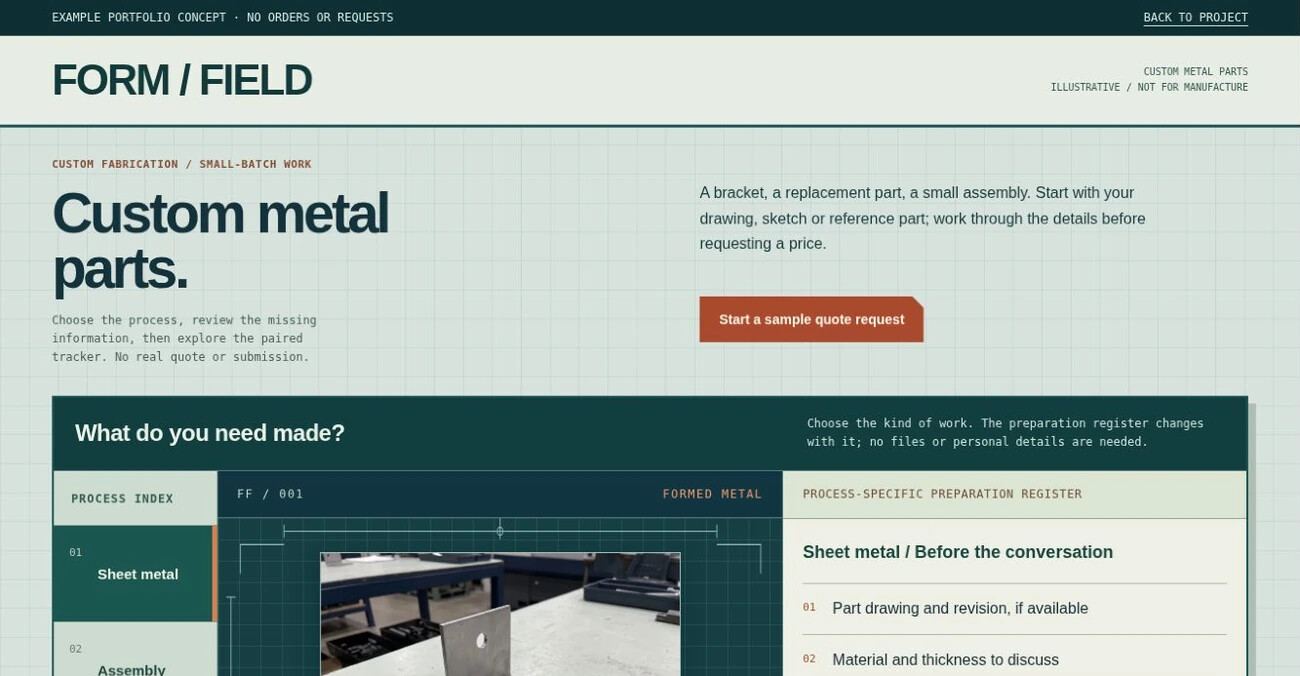 EXAMPLE PORTFOLIO CONCEPT · NO ORDERS OR REQUESTS
BACK TO PROJECT
FORM / FIELD
CUSTOM METAL PARTS
ILLUSTRATIVE / NOT FOR MANUFACTURE
CUSTOM FABRICATION / SMALL-BATCH WORK
Custom metal
parts.
Choose the process, review the missing
information, then explore the paired
tracker. No real quote or submission.
A bracket, a replacement part, a small assembly. Start with your
drawing, sketch or reference part; work through the details before
requesting a price.
Start a sample quote request
What do you need made?
Choose the kind of work. The preparation register changes
with it; no files or personal details are needed.
PROCESS INDEX
01
Sheet metal
02
Assembly
FF / 001
FORMED METAL
PROCESS-SPECIFIC PREPARATION REGISTER
Sheet metal / Before the conversation
01 Part drawing and revision, if available
02 Material and thickness to discuss